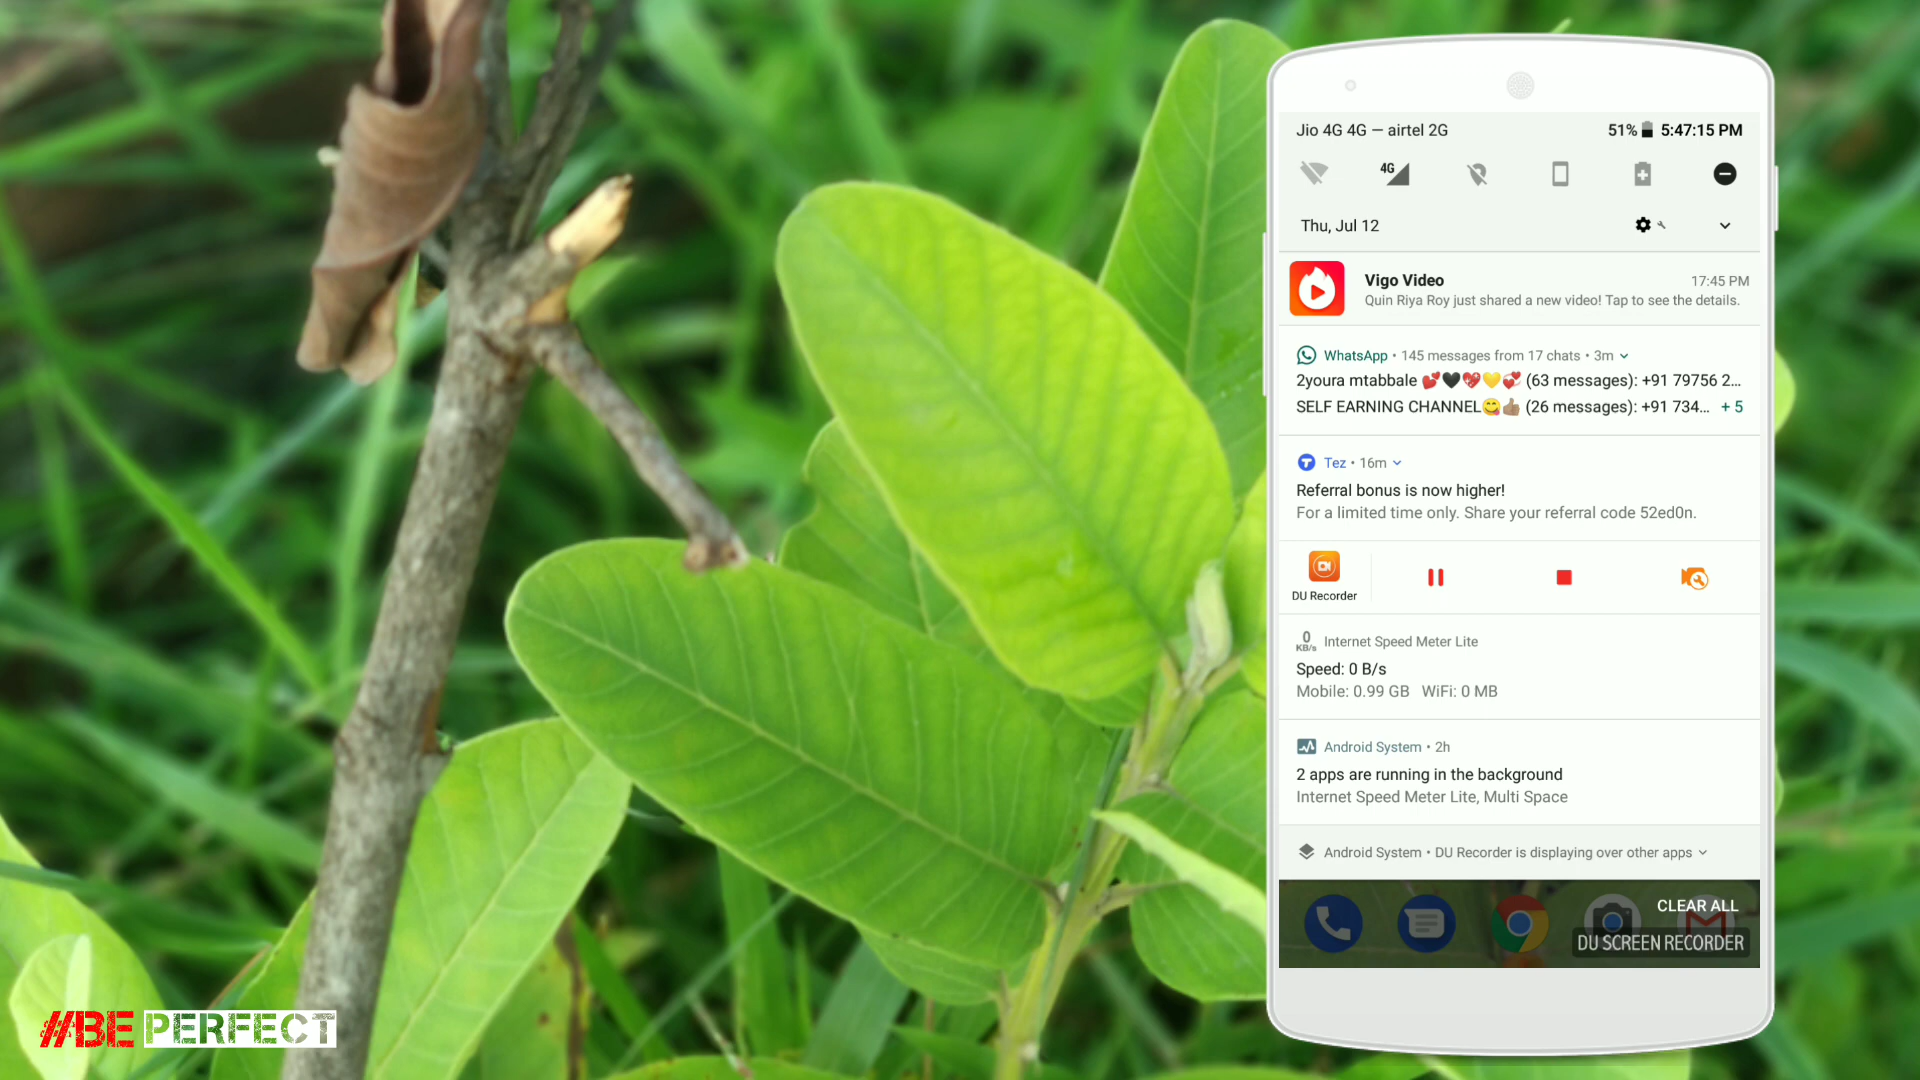 Jio 4G 4G — airtel 2G
51% 5:47:15 PM
4G
Thu, Jul 12
Vigo Video
17:45 PM
Quin Riya Roy just shared a new video! Tap to see the details.
WhatsApp • 145 messages from 17 chats • 3m
2youra mtabbale 💕🖤💖💛💞 (63 messages): +91 79756 2...
SELF EARNING CHANNEL😋👍🏽 (26 messages): +91 734... + 5
Tez • 16m
Referral bonus is now higher!
For a limited time only. Share your referral code 52ed0n.
DU Recorder
0 KB/s Internet Speed Meter Lite
Speed: 0 B/s
Mobile: 0.99 GB WiFi: 0 MB
Android System • 2h
2 apps are running in the background
Internet Speed Meter Lite, Multi Space
Android System • DU Recorder is displaying over other apps
CLEAR ALL
DU SCREEN RECORDER
//BE PERFECT